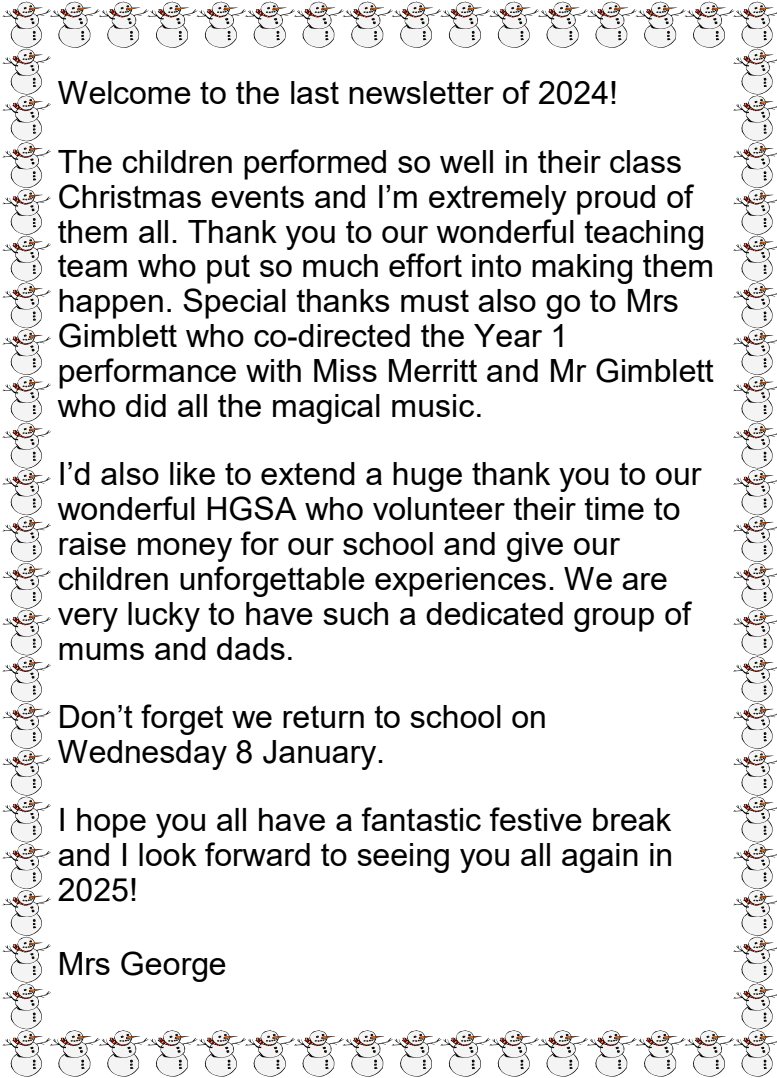 Welcome to the last newsletter of 2024!
The children performed so well in their class
Christmas events and I’m extremely proud of
them all. Thank you to our wonderful teaching
team who put so much effort into making them
happen. Special thanks must also go to Mrs
Gimblett who co-directed the Year 1
performance with Miss Merritt and Mr Gimblett
who did all the magical music.
I’d also like to extend a huge thank you to our
wonderful HGSA who volunteer their time to
raise money for our school and give our
children unforgettable experiences. We are
very lucky to have such a dedicated group of
mums and dads.
Don’t forget we return to school on
Wednesday 8 January.
I hope you all have a fantastic festive break
and I look forward to seeing you all again in
2025!
Mrs George